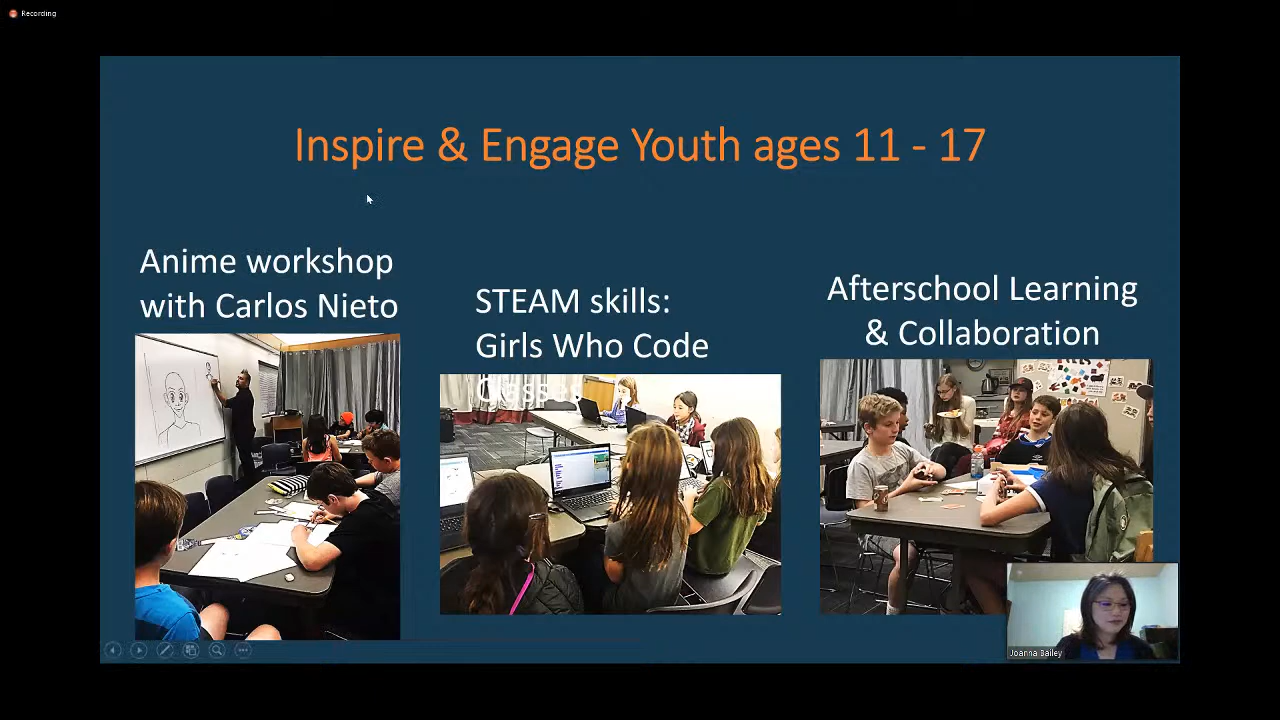 Recording
Inspire & Engage Youth ages 11 - 17
Anime workshop
with Carlos Nieto
STEAM skills:
Girls Who Code
Classes
Afterschool Learning
& Collaboration
Joanna Bailey